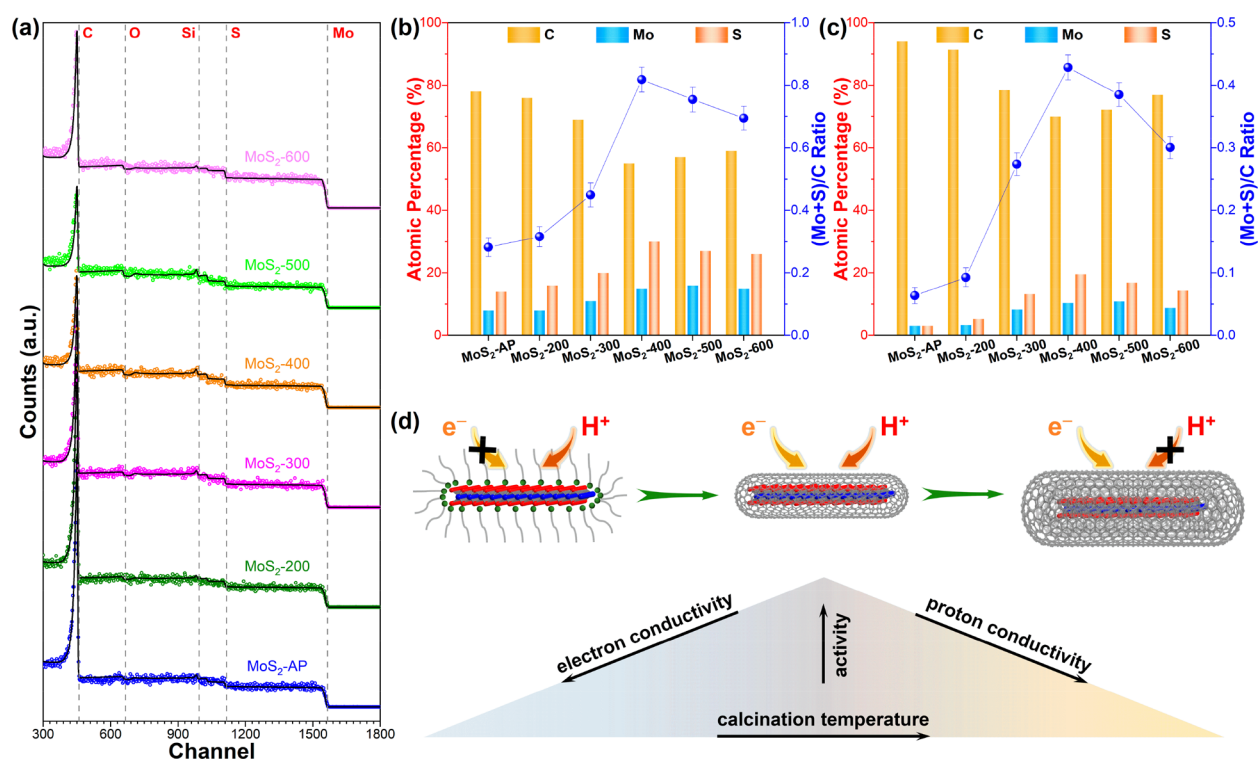 (a)
C O Si S Mo
MoS2-600
MoS2-500
MoS2-400
MoS2-300
MoS2-200
MoS2-AP
Counts (a.u.)
300 600 900 1200 1500 1800
Channel
(b)
C Mo S
100
80
60
40
20
0
Atomic Percentage (%)
1.0
0.8
0.6
0.4
0.2
0.0
(Mo+S)/C Ratio
MoS2-AP MoS2-200 MoS2-300 MoS2-400 MoS2-500 MoS2-600
(c)
C Mo S
100
80
60
40
20
0
Atomic Percentage (%)
0.5
0.4
0.3
0.2
0.1
0.0
(Mo+S)/C Ratio
MoS2-AP MoS2-200 MoS2-300 MoS2-400 MoS2-500 MoS2-600
(d)
e− H+ e− H+ e− H+
electron conductivity
activity
proton conductivity
calcination temperature